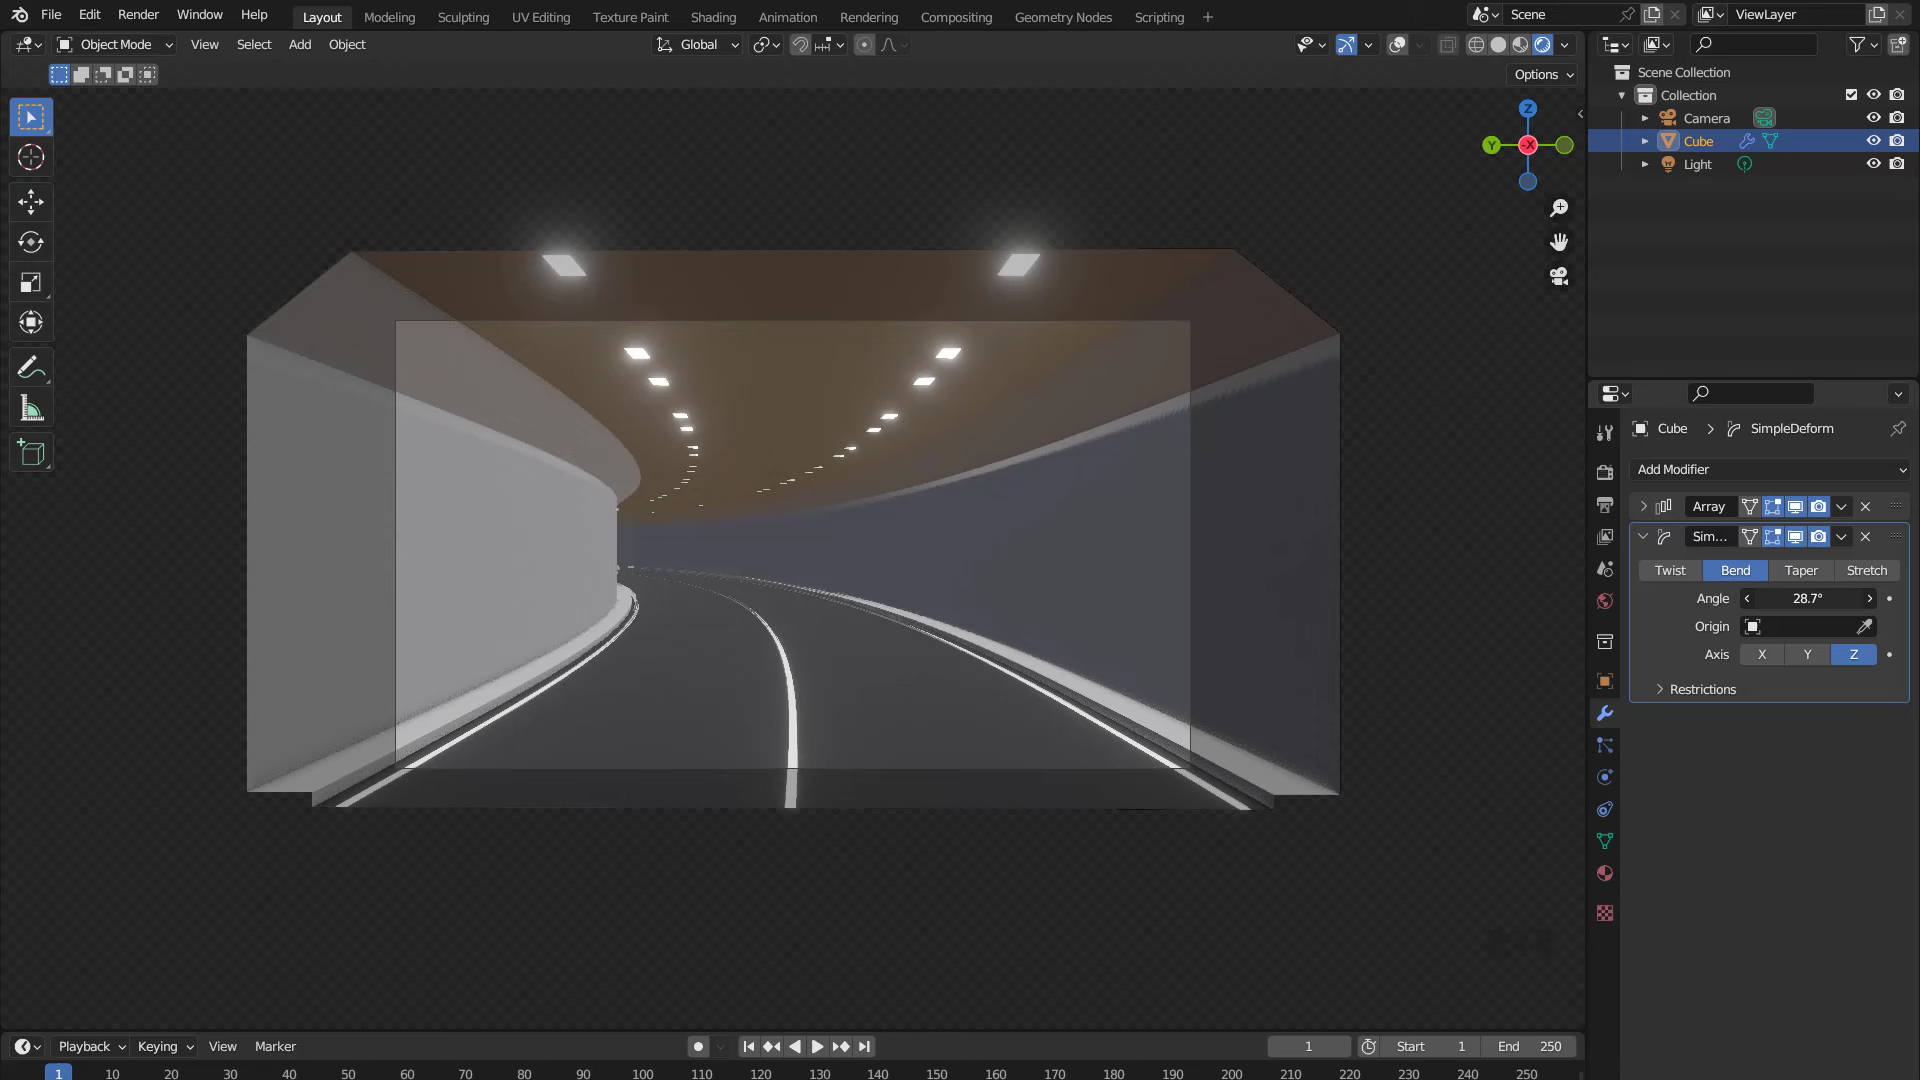 File Edit Render Window Help Layout Modeling Sculpting UV Editing Texture Paint Shading Animation Rendering Compositing Geometry Nodes Scripting + Scene ViewLayer
Object Mode View Select Add Object Global
Options
Scene Collection
Collection
Camera
Cube
Light
Z
Y
-X
Cube > SimpleDeform
Add Modifier
Array
Sim...
Twist Bend Taper Stretch
Angle 28.7°
Origin
Axis X Y Z
Restrictions
Playback Keying View Marker 1 Start 1 End 250
1 10 20 30 40 50 60 70 80 90 100 110 120 130 140 150 160 170 180 190 200 210 220 230 240 250